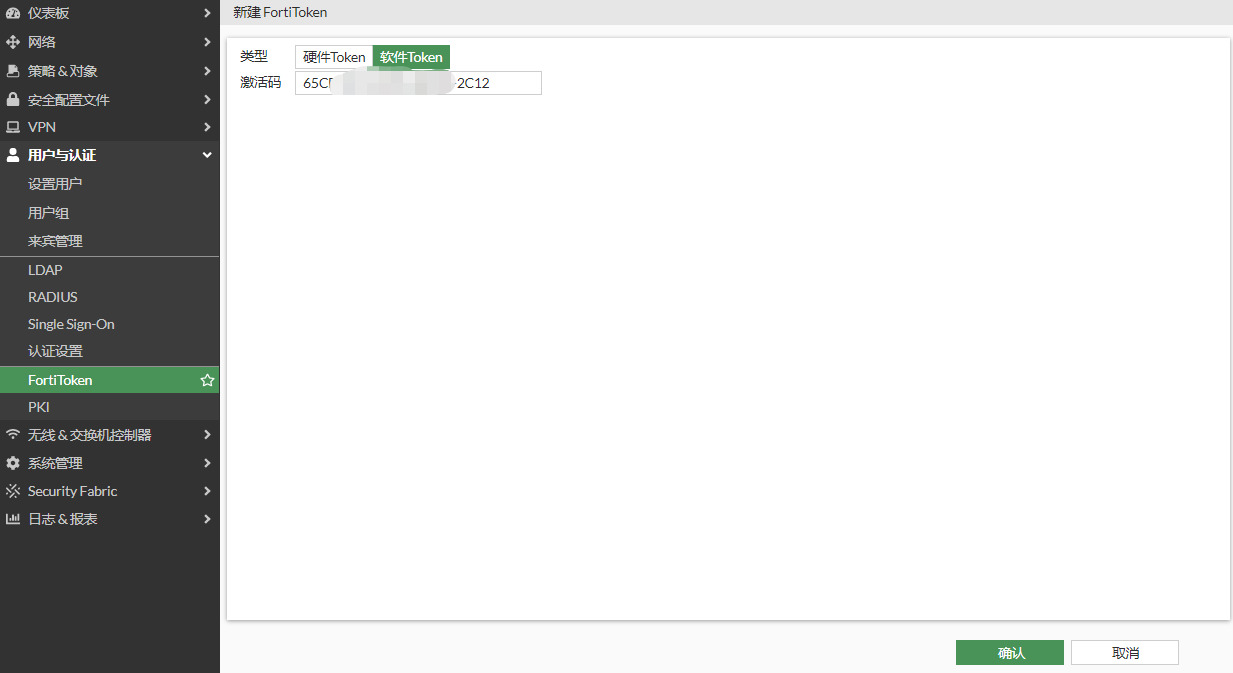 仪表板
网络
策略 & 对象
安全配置文件
VPN
用户与认证
设置用户
用户组
来宾管理
LDAP
RADIUS
Single Sign-On
认证设置
FortiToken
PKI
无线 & 交换机控制器
系统管理
Security Fabric
日志 & 报表
新建 FortiToken
类型 硬件Token 软件Token
激活码 65C 2C12
确认 取消